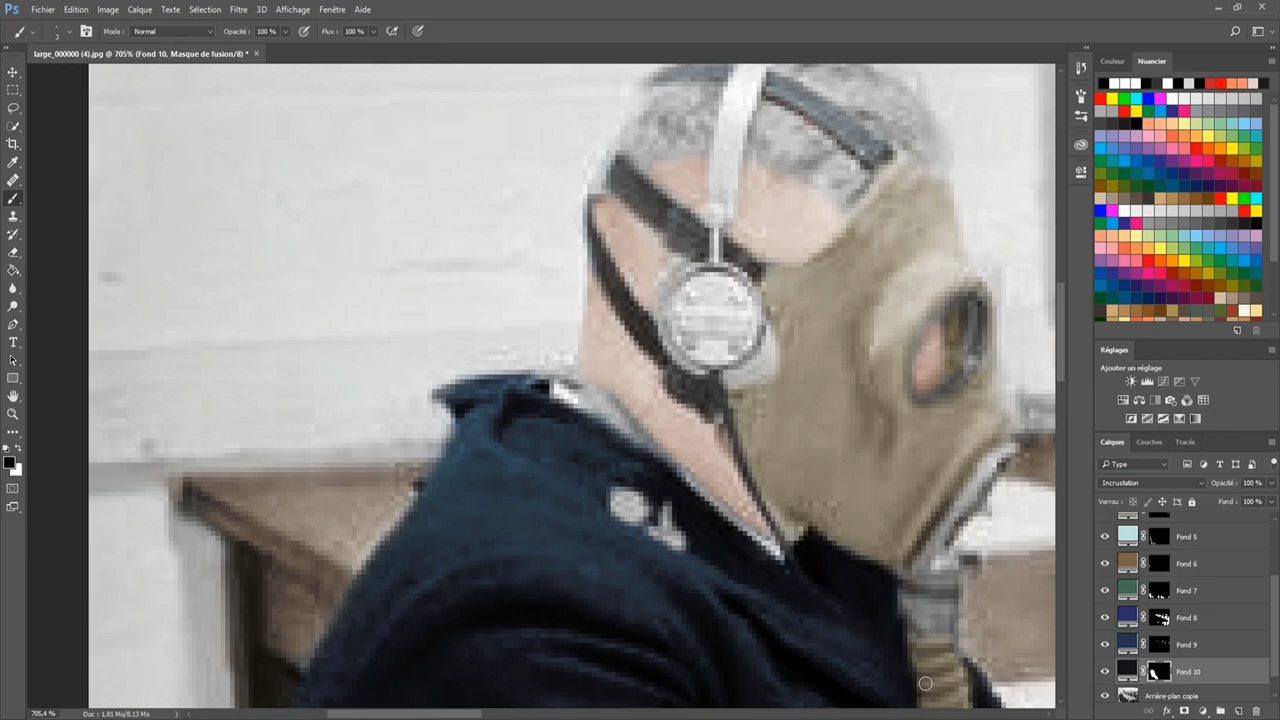 Ps Fichier Edition Image Calque Texte Sélection Filtre 3D Affichage Fenêtre Aide
3 Mode : Normal Opacité : 100 % Flux : 100 %
large_000000 (4).jpg @ 705% (Fond 10, Masque de fusion/8) * ×
Couleur Nuancier
Réglages
Ajouter un réglage
Calques Couches Tracés
Type
Incrustation Opacité : 100 %
Verrou : Fond : 100 %
Fond 5
Fond 6
Fond 7
Fond 8
Fond 9
Fond 10
Arrière-plan copie
fx
705,4 % Doc : 1,81 Mo/8,13 Mo